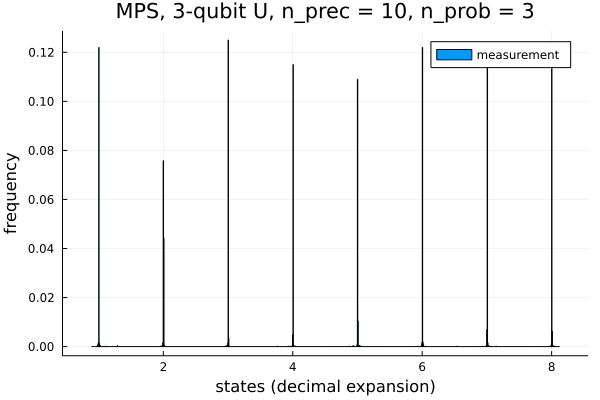 MPS, 3-qubit U, n_prec = 10, n_prob = 3
measurement
frequency
0.12
0.10
0.08
0.06
0.04
0.02
0.00
2 4 6 8
states (decimal expansion)